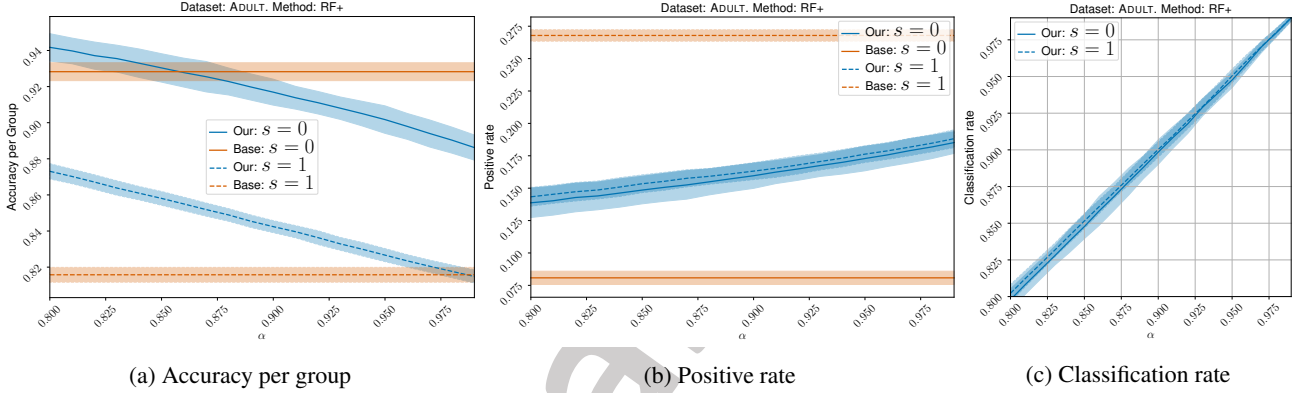 Dataset: ADULT. Method: RF+
Accuracy per Group
0.94
0.92
0.90
0.88
0.86
0.84
0.82
Our: s = 0
Base: s = 0
Our: s = 1
Base: s = 1
0.800
0.825
0.850
0.875
0.900
0.925
0.950
0.975
α
(a) Accuracy per group
Dataset: ADULT. Method: RF+
Positive rate
0.275
0.250
0.225
0.200
0.175
0.150
0.125
0.100
0.075
Our: s = 0
Base: s = 0
Our: s = 1
Base: s = 1
0.800
0.825
0.850
0.875
0.900
0.925
0.950
0.975
α
(b) Positive rate
Dataset: ADULT. Method: RF+
Classification rate
0.975
0.950
0.925
0.900
0.875
0.850
0.825
0.800
Our: s = 0
Our: s = 1
0.800
0.825
0.850
0.875
0.900
0.925
0.950
0.975
α
(c) Classification rate